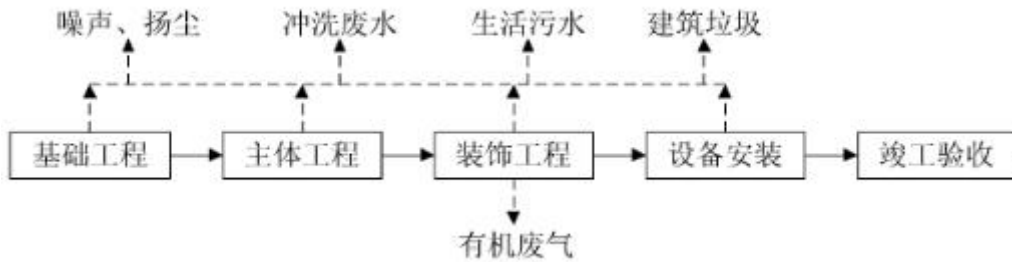 噪声、扬尘 冲洗废水 生活污水 建筑垃圾
基础工程 主体工程 装饰工程 设备安装 竣工验收
有机废气